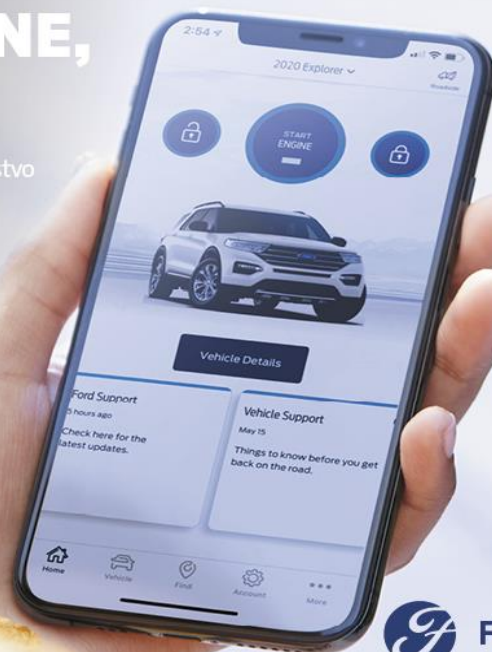 NE,
tvo
2:54
2020 Explorer
Roadside
START
ENGINE
Vehicle Details
Ford Support
5 hours ago
Check here for the
latest updates.
Vehicle Support
May 15
Things to know before you get
back on the road.
Home
Vehicle
Find
Account
More
F